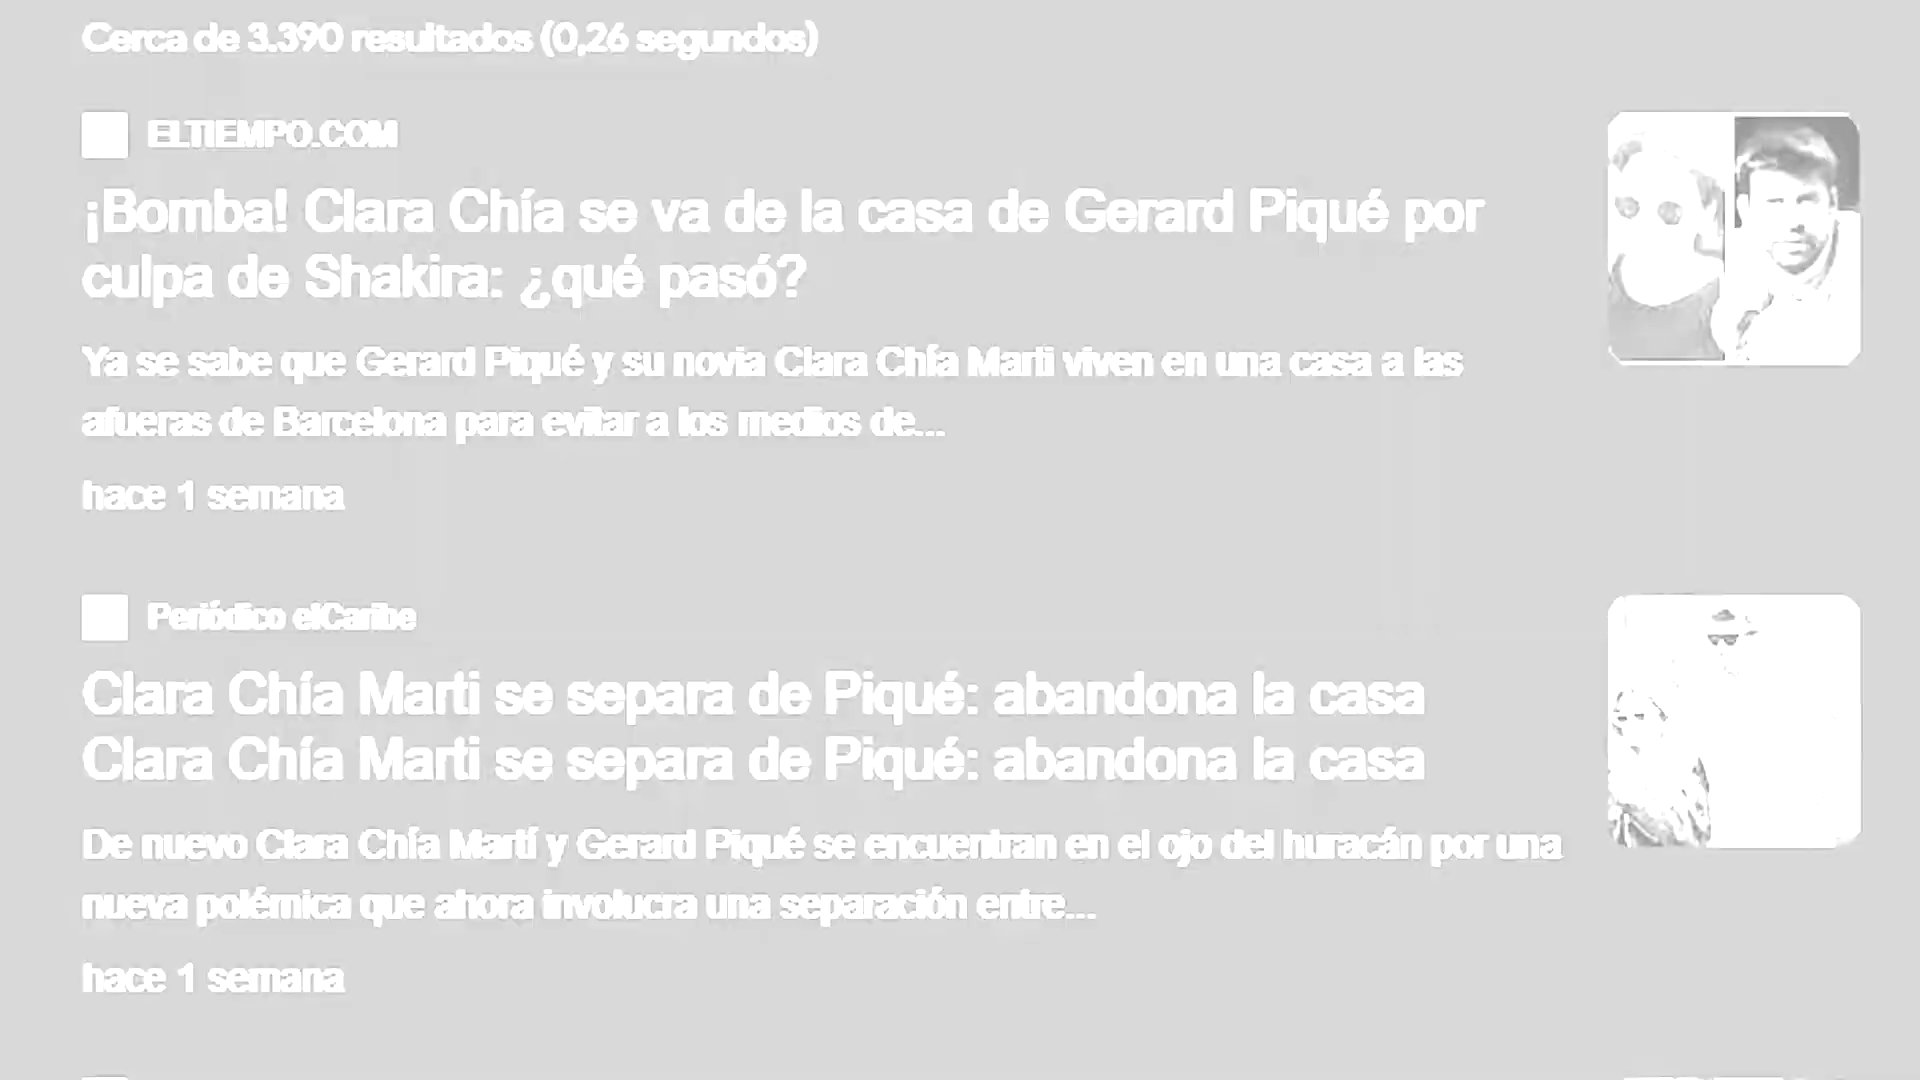 Cerca de 3.390 resultados (0,26 segundos)
ELTIEMPO.COM
¡Bomba! Clara Chía se va de la casa de Gerard Piqué por
culpa de Shakira: ¿qué pasó?
Ya se sabe que Gerard Piqué y su novia Clara Chía Marti viven en una casa a las
afueras de Barcelona para evitar a los medios de...
hace 1 semana
Periódico elCaribe
Clara Chía Marti se separa de Piqué: abandona la casa
Clara Chía Marti se separa de Piqué: abandona la casa
De nuevo Clara Chía Martí y Gerard Piqué se encuentran en el ojo del huracán por una
nueva polémica que ahora involucra una separación entre...
hace 1 semana